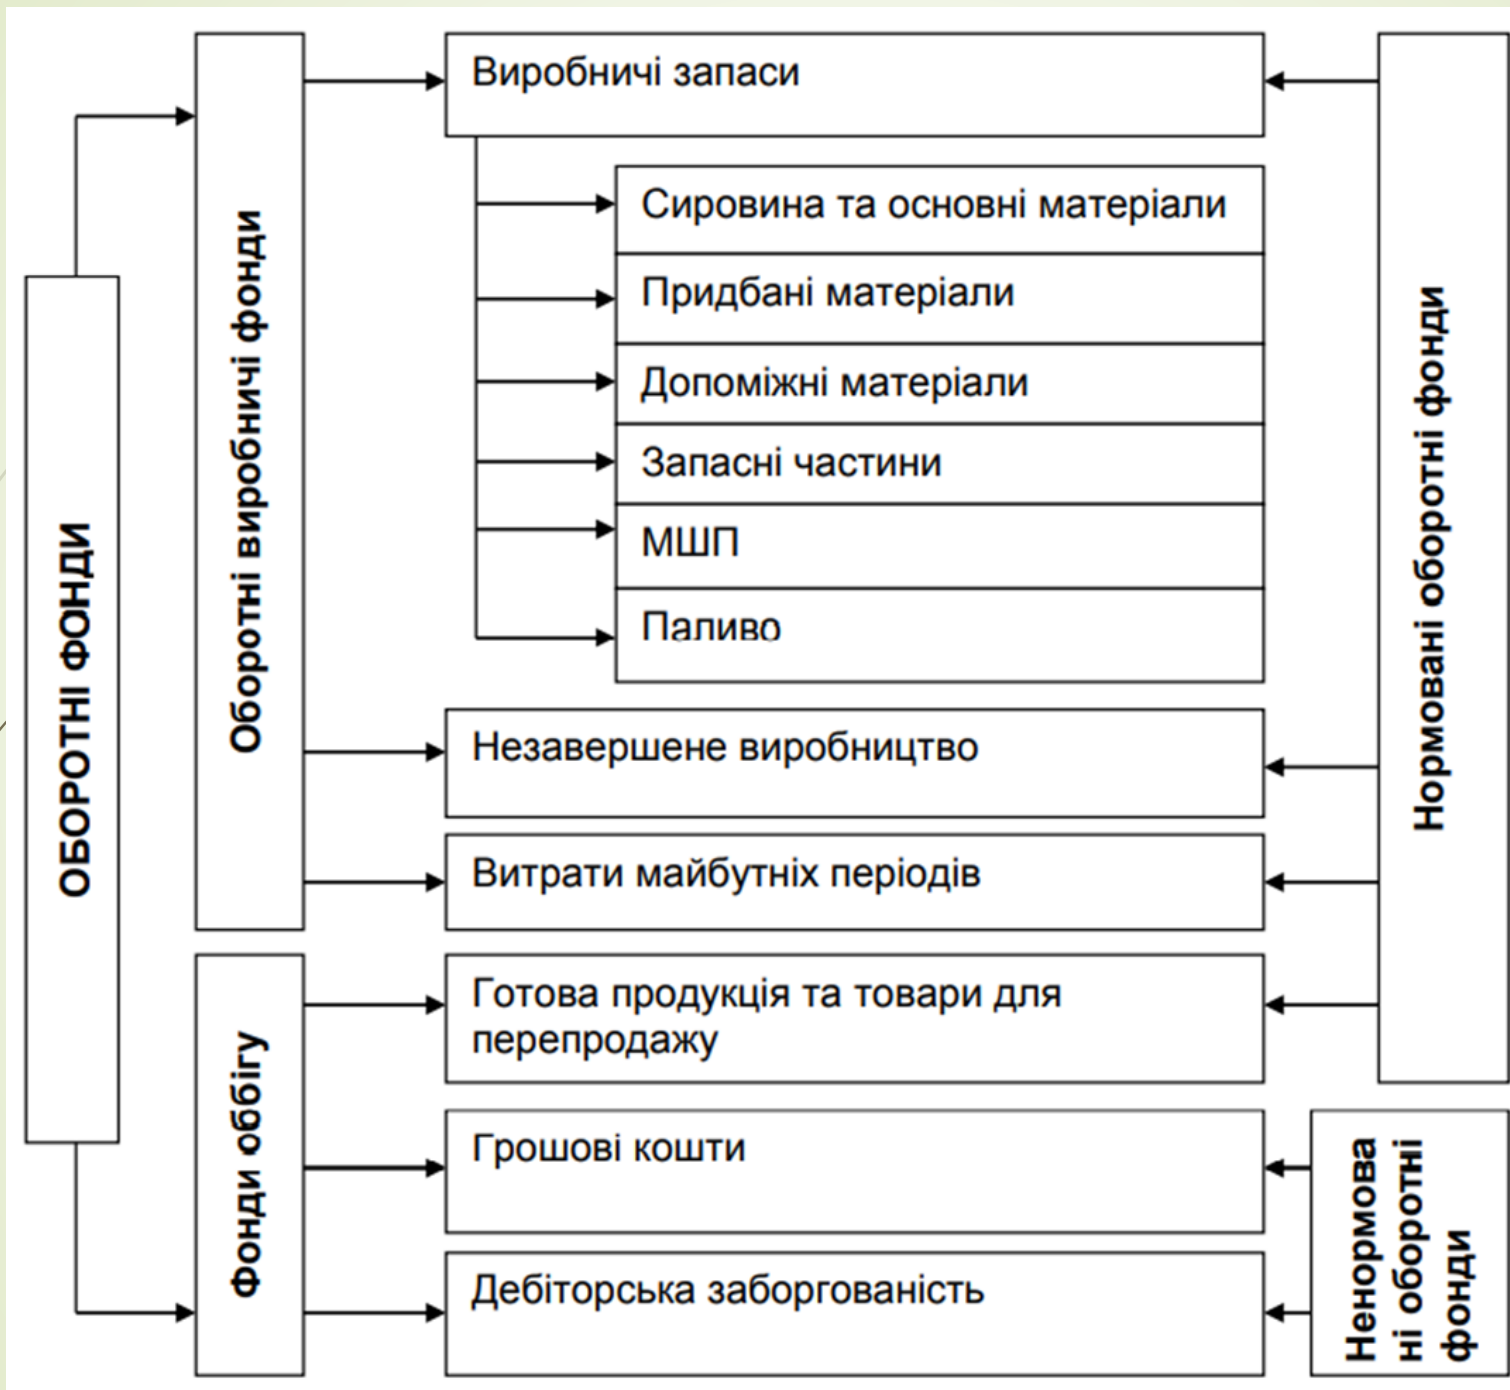 ОБОРОТНІ ФОНДИ
Оборотні виробничі фонди
Виробничі запаси
Сировина та основні матеріали
Придбані матеріали
Допоміжні матеріали
Запасні частини
МШП
Паливо
Незавершене виробництво
Витрати майбутніх періодів
Нормовані оборотні фонди
Фонди оббігу
Готова продукція та товари для
перепродажу
Грошові кошти
Дебіторська заборгованість
Ненормова
ні оборотні
фонди